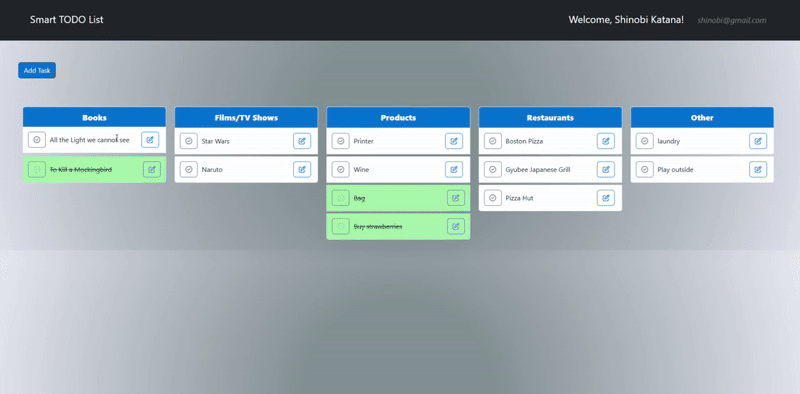 Smart TODO List
Welcome, Shinobi Katana!
shinobi@gmail.com
Add Task
Books
All the Light we cannot see
To Kill a Mockingbird
Films/TV Shows
Star Wars
Naruto
Products
Printer
Wine
Bag
Buy strawberries
Restaurants
Boston Pizza
Gyubee Japanese Grill
Pizza Hut
Other
laundry
Play outside